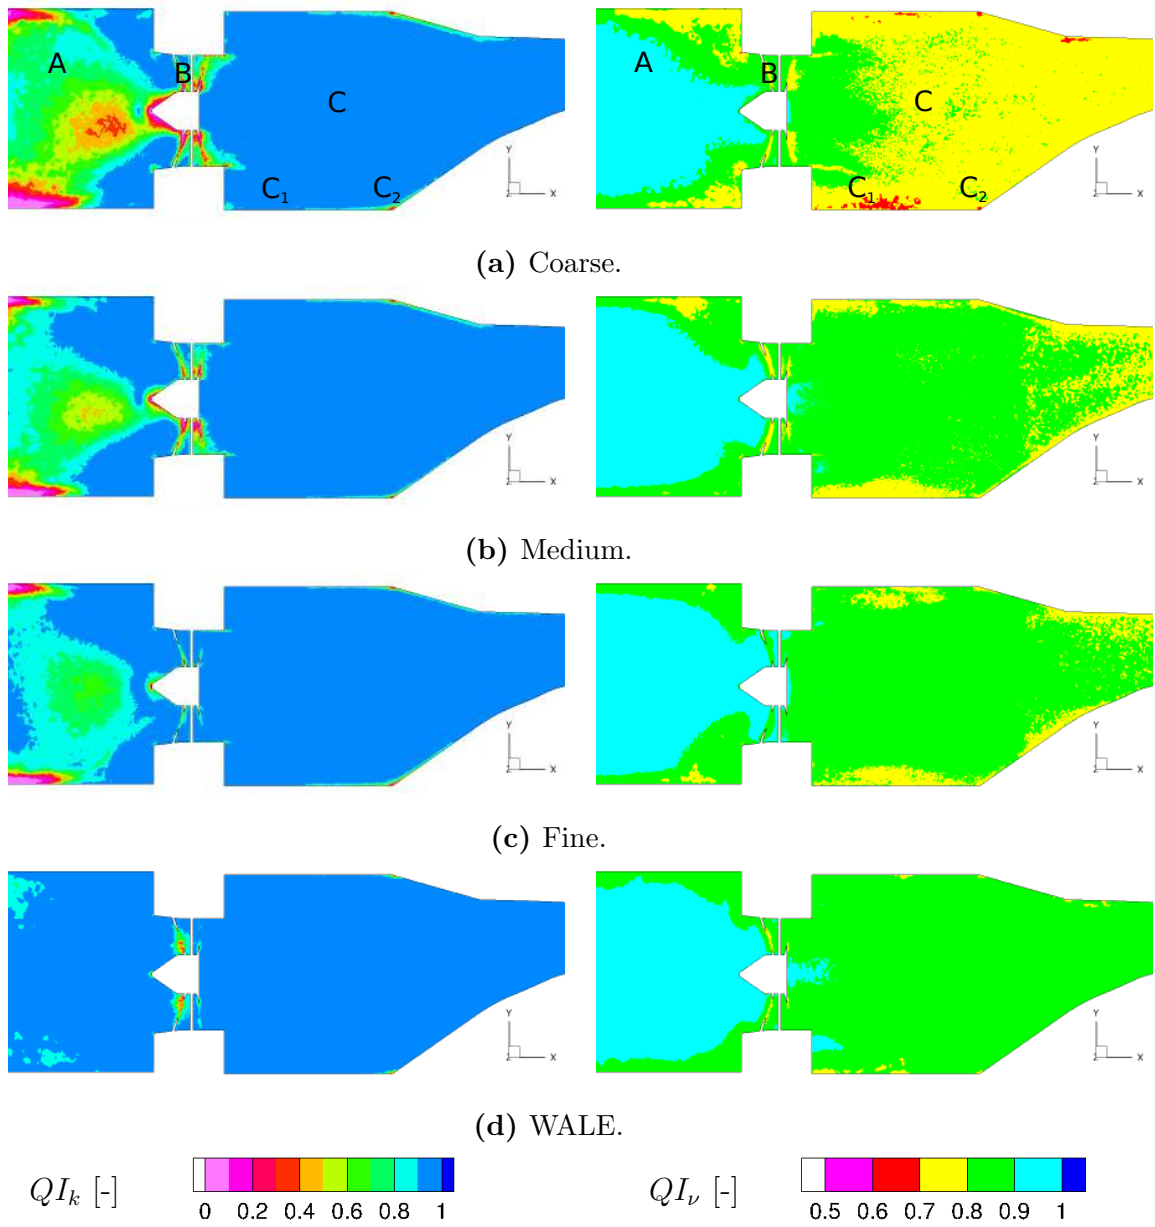 A B C C₁ C₂ A B C C₁ C₂
Y Z X Y Z X
(a) Coarse.
Y Z X Y Z X
(b) Medium.
Y Z X Y Z X
(c) Fine.
Y Z X Y Z X
(d) WALE.
QIₖ [-] QIᵥ [-]
0 0.2 0.4 0.6 0.8 1 0.5 0.6 0.7 0.8 0.9 1